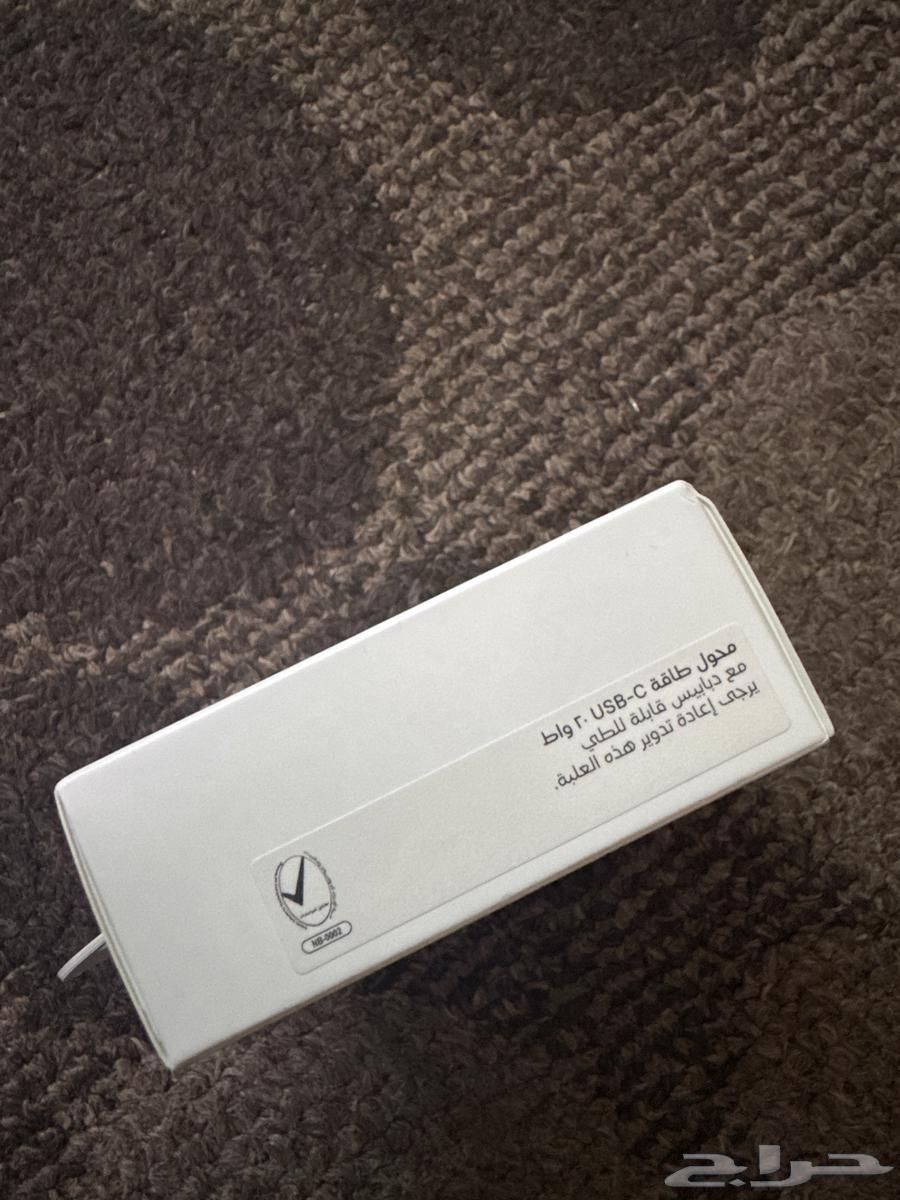 محول طاقة USB-C ٢٠ واط
مع دبابيس قابلة للطي
يرجى إعادة تدوير هذه العلبة.
NB-0002
حراج